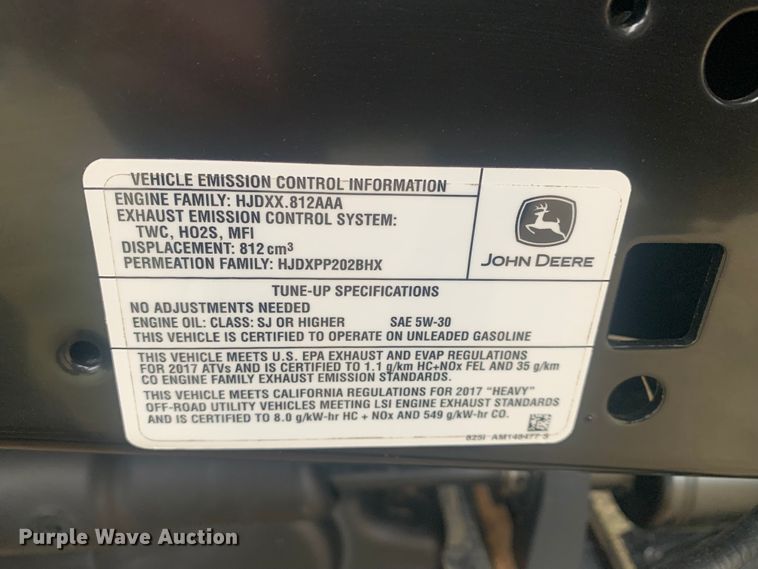 VEHICLE EMISSION CONTROL INFORMATION
ENGINE FAMILY: HJDXX.812AAA
EXHAUST EMISSION CONTROL SYSTEM:
TWC, HO2S, MFI
DISPLACEMENT: 812 cm³
PERMEATION FAMILY: HJDXPP202BHX
JOHN DEERE
TUNE-UP SPECIFICATIONS
NO ADJUSTMENTS NEEDED
ENGINE OIL: CLASS: SJ OR HIGHER SAE 5W-30
THIS VEHICLE IS CERTIFIED TO OPERATE ON UNLEADED GASOLINE
THIS VEHICLE MEETS U.S. EPA EXHAUST AND EVAP REGULATIONS
FOR 2017 ATVs AND IS CERTIFIED TO 1.1 g/km HC+NOx FEL AND 35 g/km
CO ENGINE FAMILY EXHAUST EMISSION STANDARDS.
THIS VEHICLE MEETS CALIFORNIA REGULATIONS FOR 2017 "HEAVY"
OFF-ROAD UTILITY VEHICLES MEETING LSI ENGINE EXHAUST STANDARDS
AND IS CERTIFIED TO 8.0 g/kW-hr HC + NOx AND 549 g/kW-hr CO.
825I
Purple Wave Auction